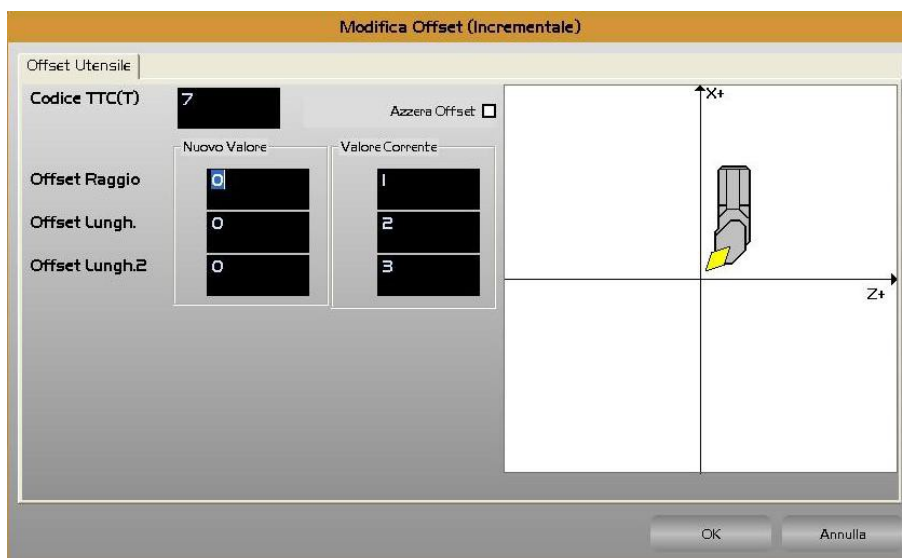 Modifica Offset (Incrementale)
Offset Utensile
Codice TTC(T) 7 Azzera Offset
Nuovo Valore Valore Corrente
Offset Raggio 0 1
Offset Lungh. 0 2
Offset Lungh.2 0 3
X+
Z+
OK Annulla